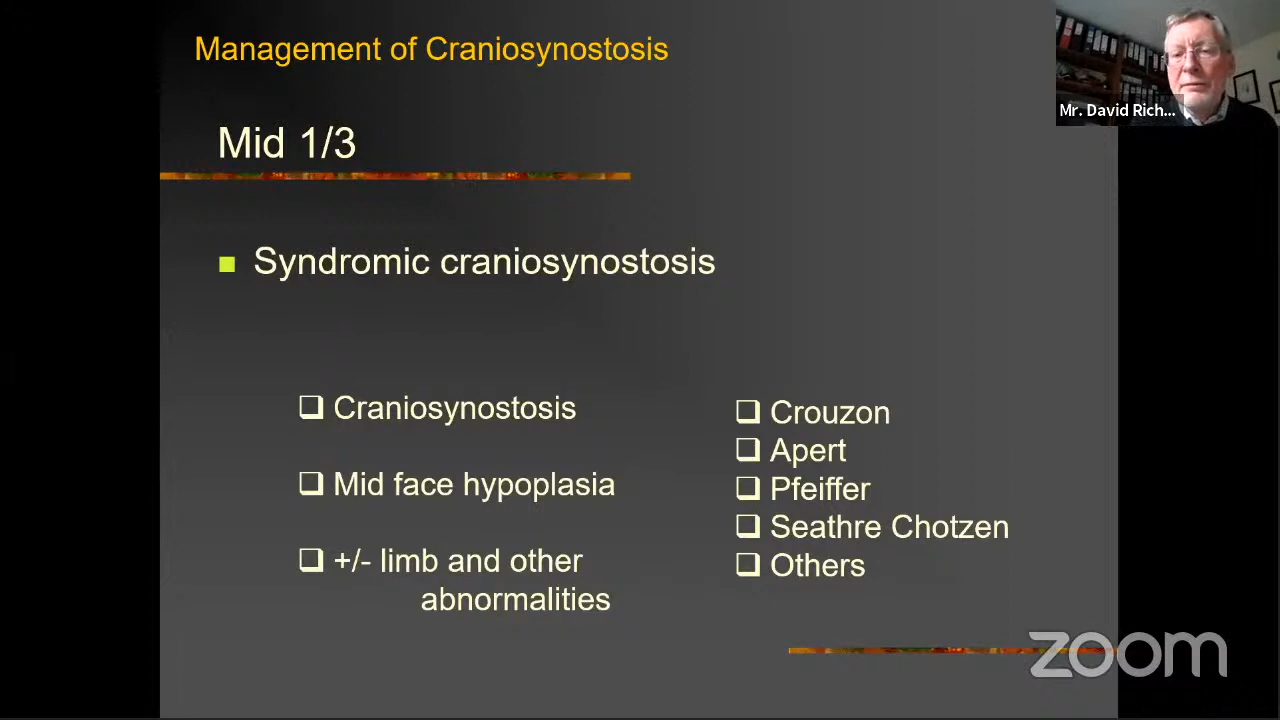 Management of Craniosynostosis
Mr. David Rich...
Mid 1/3
Syndromic craniosynostosis
Craniosynostosis
Mid face hypoplasia
+/- limb and other
abnormalities
Crouzon
Apert
Pfeiffer
Seathre Chotzen
Others
zoom